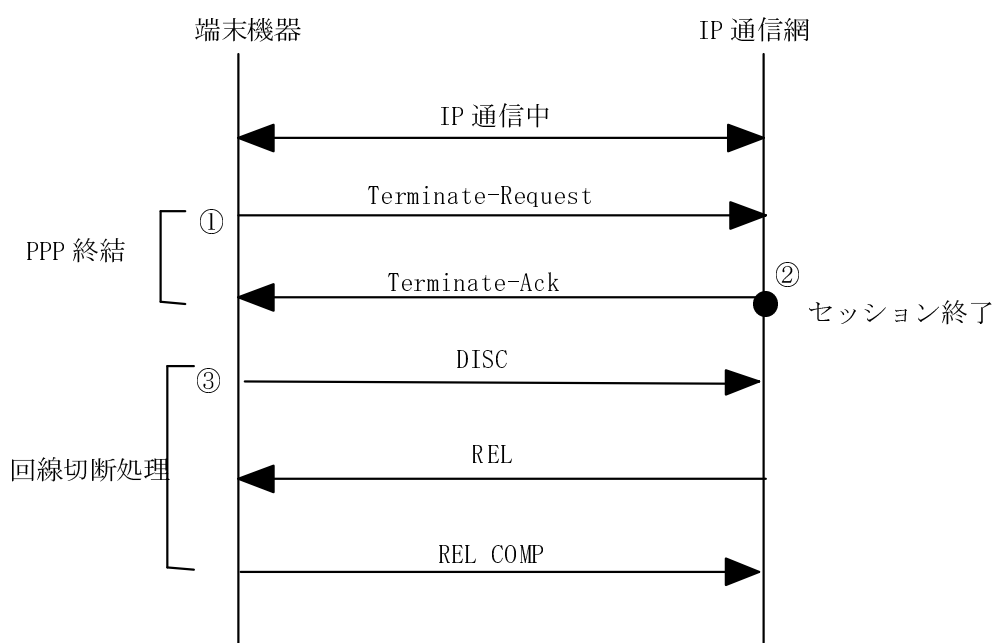 端末機器
IP 通信網
IP 通信中
Terminate-Request
①
PPP 終結
Terminate-Ack
②
セッション終了
DISC
③
回線切断処理
REL
REL COMP